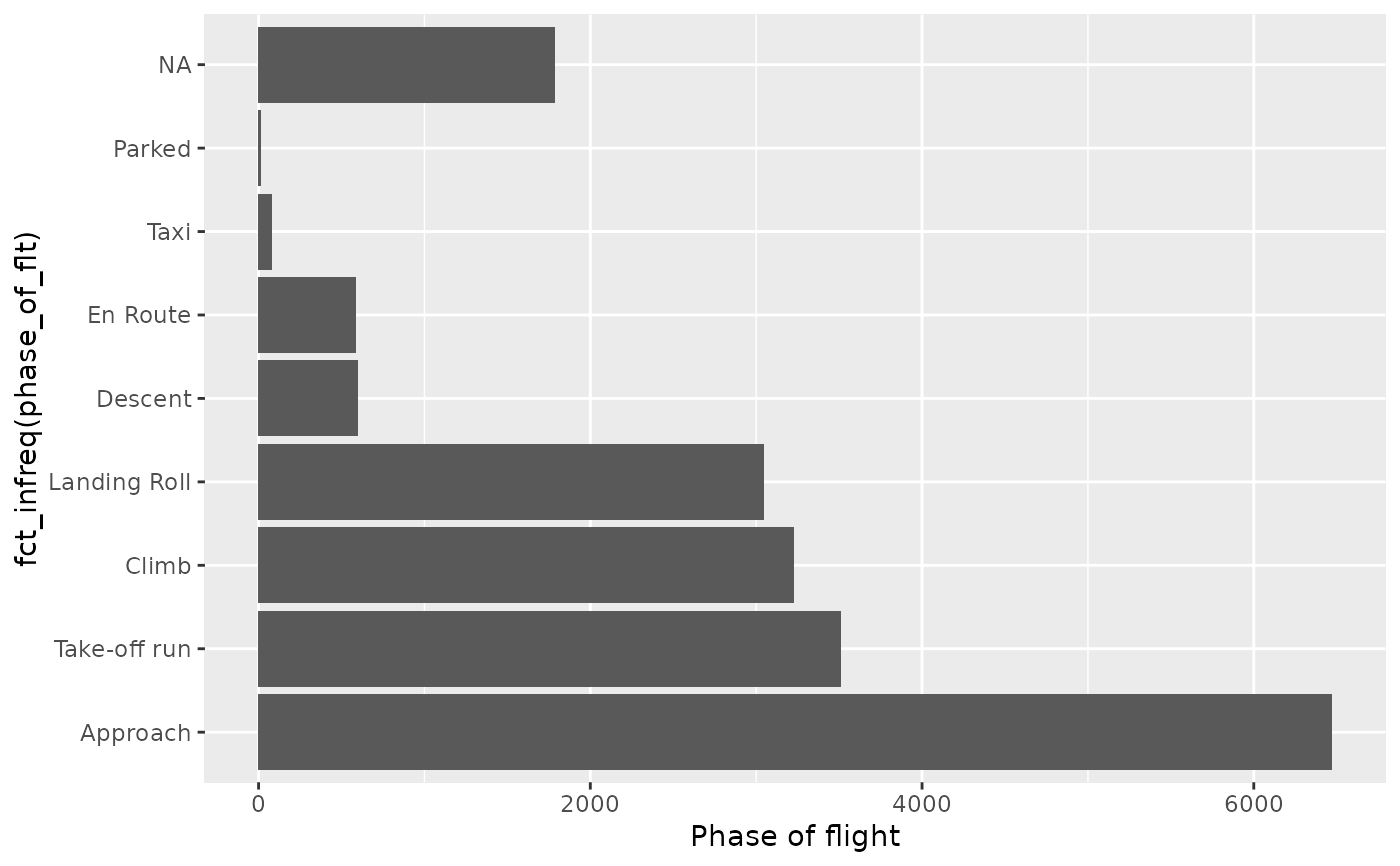 NA
Parked
Taxi
En Route
Descent
Landing Roll
Climb
Take-off run
Approach
fct_infreq(phase_of_flt)
0 2000 4000 6000
Phase of flight